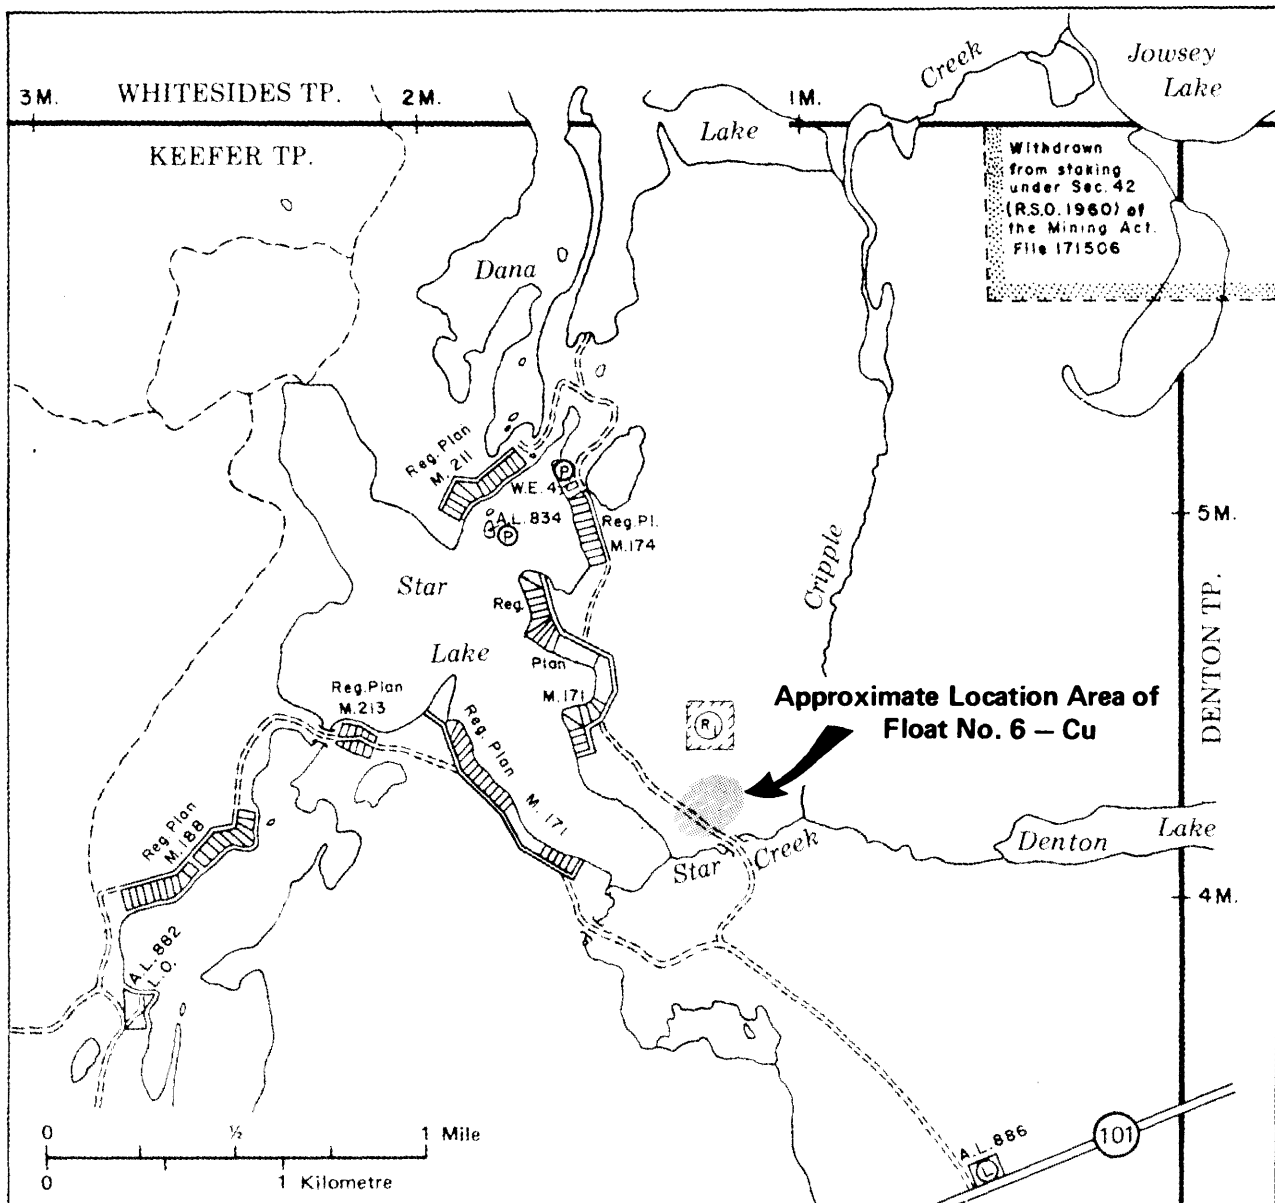 Creek
Jowsey
Lake
3M.
WHITESIDES TP.
2M.
1M.
Lake
KEEFER TP.
Withdrawn
from staking
under Sec. 42
(R.S.O. 1960) of
the Mining Act.
File 171506
Dana
Reg. Plan
M. 211
P
W.E. 4
A.L. 834
P
Reg. Pl.
M.174
5M.
Star
Cripple
Reg.
Lake
Plan
DENTON TP.
Reg. Plan
M.213
M.171
Approximate Location Area of
Float No. 6 – Cu
R1
Reg. Plan
M. 171
Reg. Plan
M. 188
Star
Creek
Denton
Lake
4M.
A.L. 882
L.O.
0
½
1 Mile
0
1 Kilometre
A.L. 886
L
101